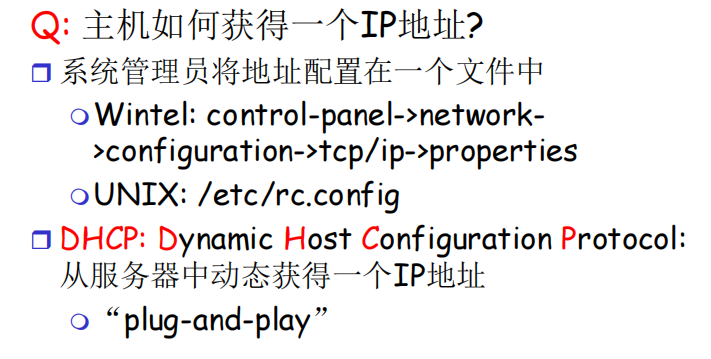 Q: 主机如何获得一个IP地址?
系统管理员将地址配置在一个文件中
Wintel: control-panel->network-
>configuration->tcp/ip->properties
UNIX: /etc/rc.config
DHCP: Dynamic Host Configuration Protocol:
从服务器中动态获得一个IP地址
“plug-and-play”